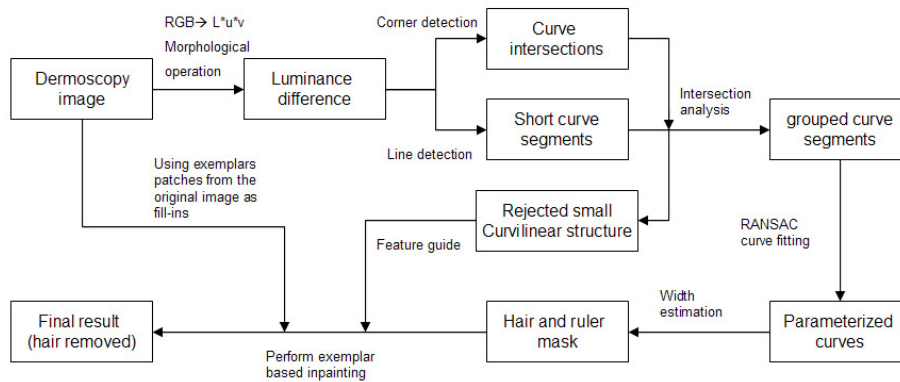 RGB→ L*u*v
Morphological
operation
Corner detection
Curve
intersections
Dermoscopy
image
Luminance
difference
Intersection
analysis
Short curve
segments
grouped curve
segments
Line detection
Using exemplars
patches from the
original image as
fill-ins
Rejected small
Curvilinear structure
Feature guide
RANSAC
curve fitting
Width
estimation
Final result
(hair removed)
Hair and ruler
mask
Parameterized
curves
Perform exemplar
based inpainting